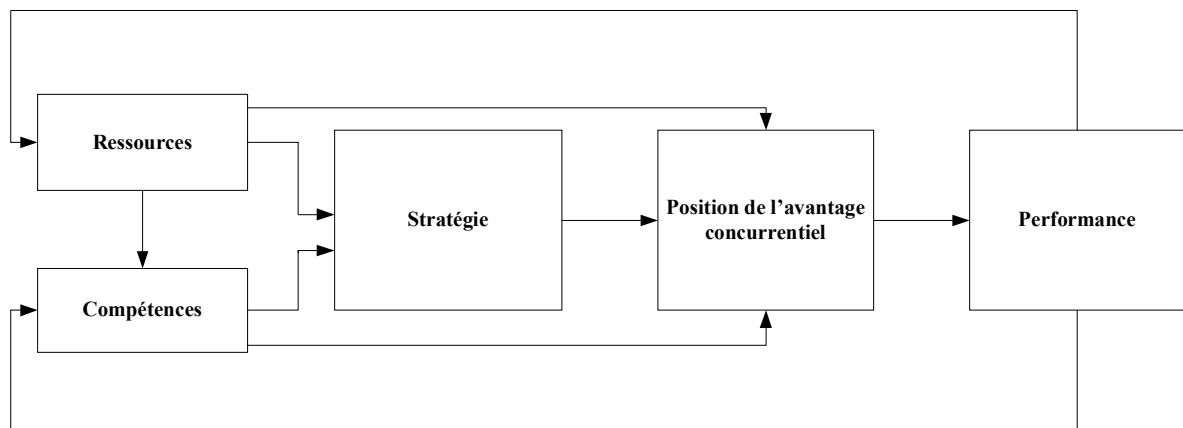 Ressources
Stratégie
Position de l’avantage
concurrentiel
Performance
Compétences